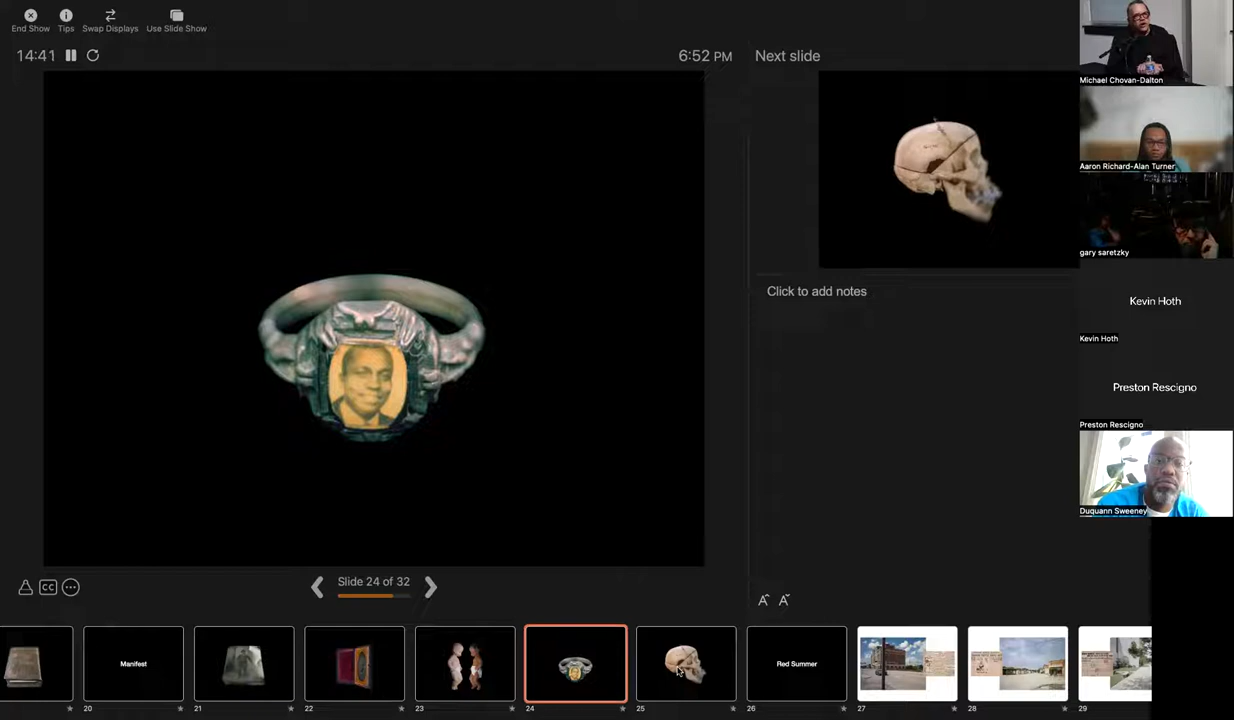 End Show
Tips
Swap Displays
Use Slide Show
14:41
6:52 PM
Next slide
Click to add notes
Slide 24 of 32
CC
A
A
Manifest
Red Summer
20
21
22
23
24
25
26
27
28
29
Michael Chovan-Dalton
Aaron Richard-Alan Turner
gary saretzky
Kevin Hoth
Kevin Hoth
Preston Rescigno
Preston Rescigno
Duquann Sweeney